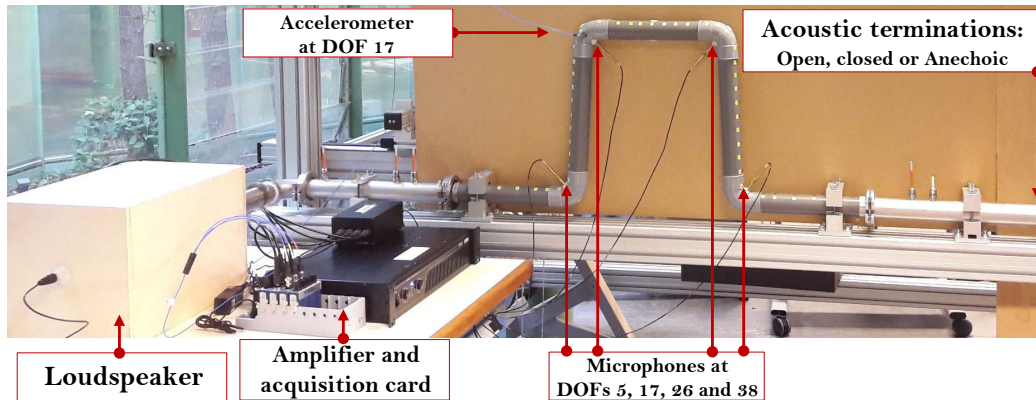 Accelerometer
at DOF 17
Acoustic terminations:
Open, closed or Anechoic
Loudspeaker
Amplifier and
acquisition card
Microphones at
DOFs 5, 17, 26 and 38